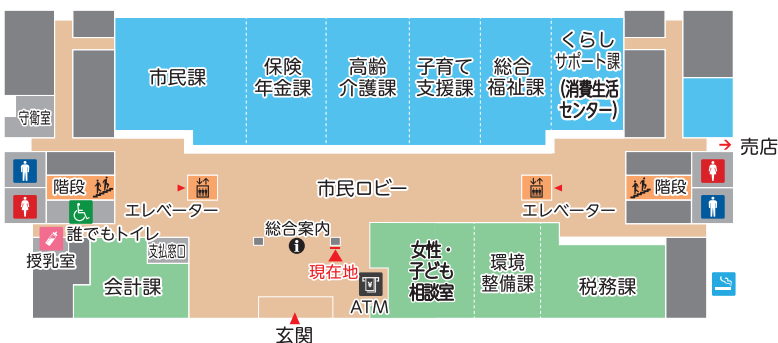 市民課
保険
年金課
高齢
介護課
子育て
支援課
総合
福祉課
くらし
サポート課
(消費生活
センター)
守衛室
売店
階段
エレベーター
市民ロビー
エレベーター
階段
誰でもトイレ
授乳室
支払窓口
会計課
総合案内
現在地
ATM
玄関
女性・
子ども
相談室
環境
整備課
税務課